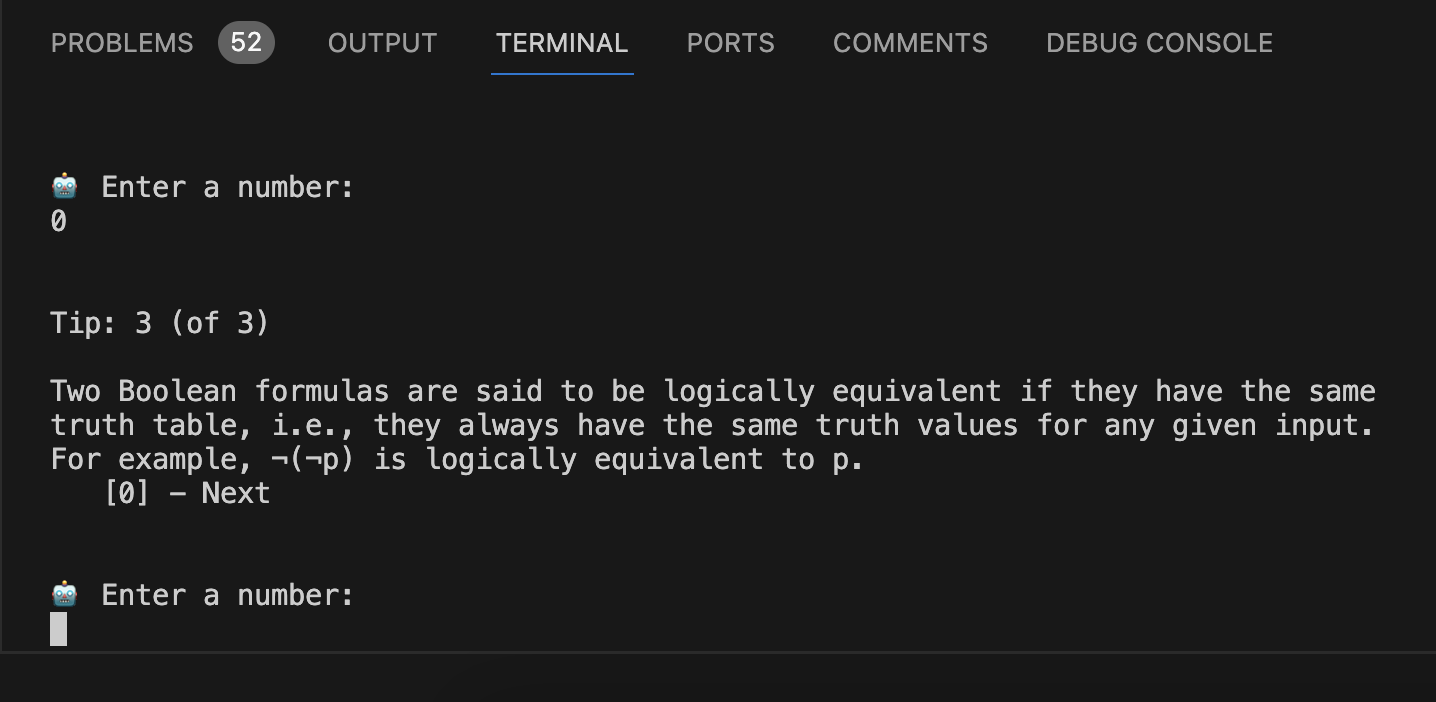 PROBLEMS 52 OUTPUT TERMINAL PORTS COMMENTS DEBUG CONSOLE
🤖 Enter a number:
0
Tip: 3 (of 3)
Two Boolean formulas are said to be logically equivalent if they have the same
truth table, i.e., they always have the same truth values for any given input.
For example, ¬(¬p) is logically equivalent to p.
[0] – Next
🤖 Enter a number: